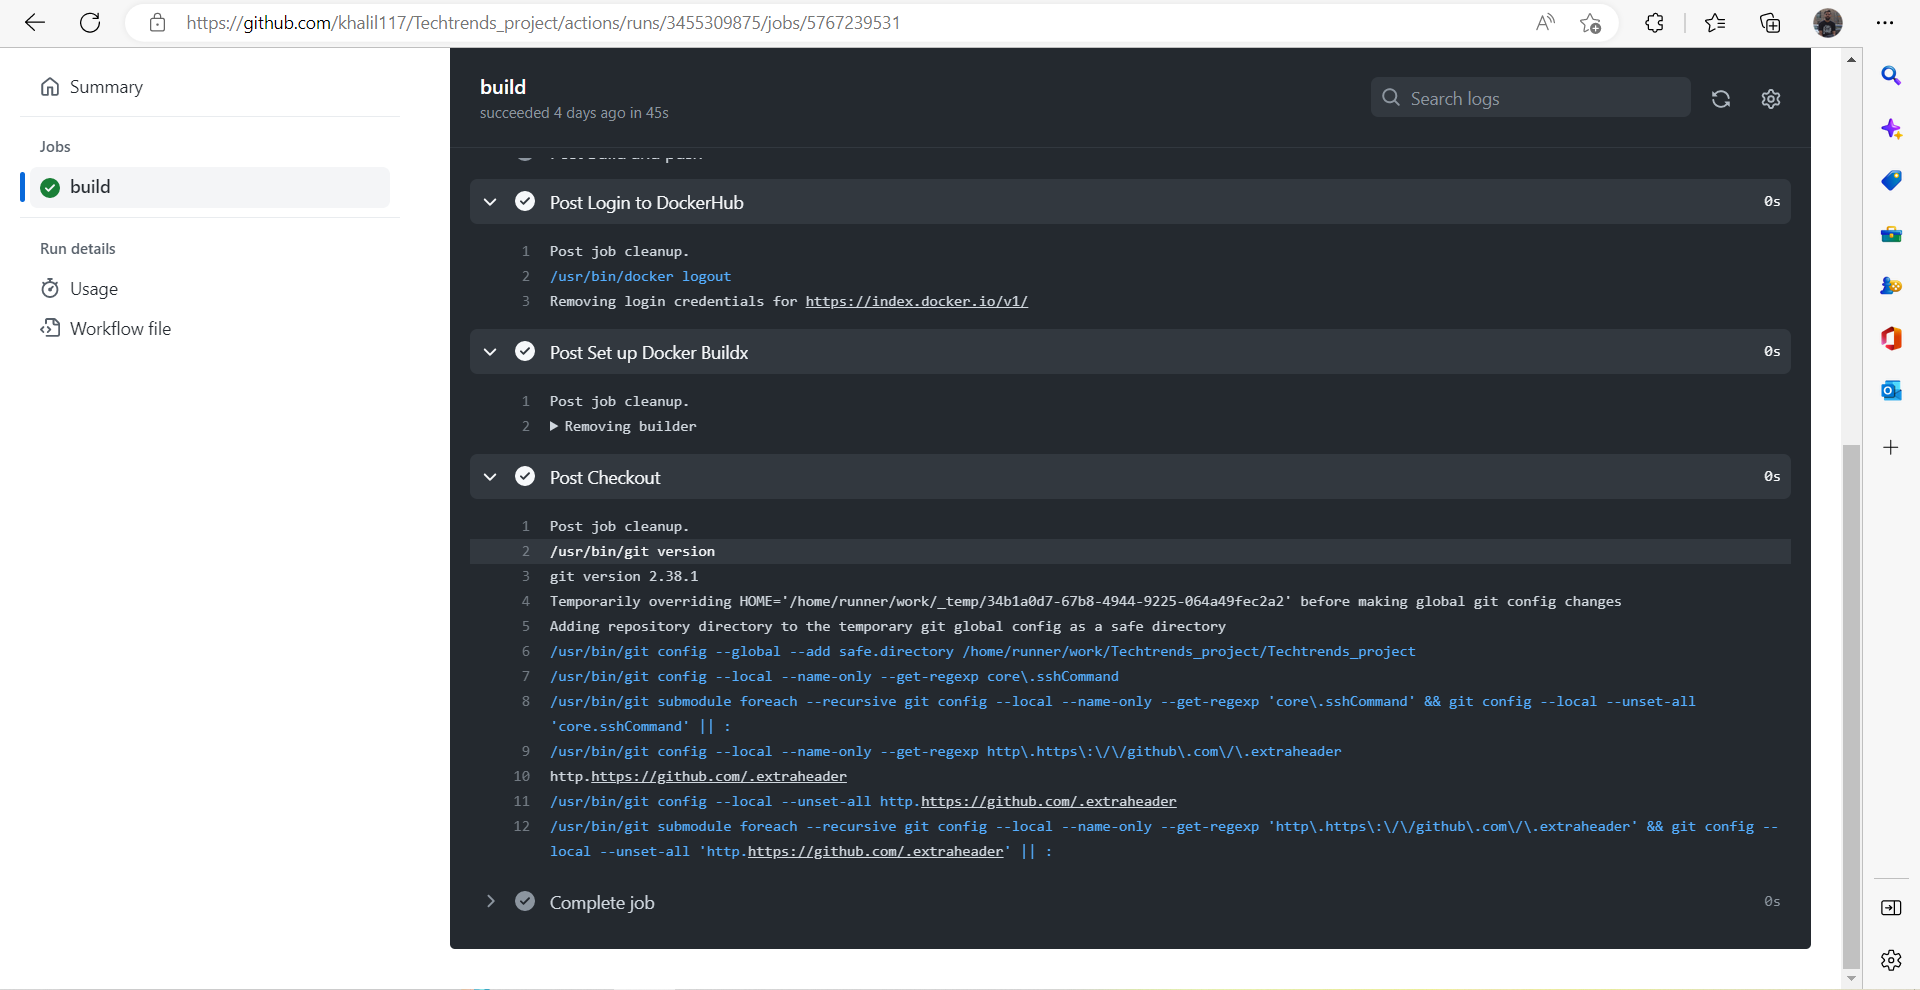 https://github.com/khalil117/Techtrends_project/actions/runs/3455309875/jobs/5767239531
Summary
Jobs
build
Run details
Usage
Workflow file
build
succeeded 4 days ago in 45s
Search logs
Post Login to DockerHub
0s
1 Post job cleanup.
2 /usr/bin/docker logout
3 Removing login credentials for https://index.docker.io/v1/
Post Set up Docker Buildx
0s
1 Post job cleanup.
2 Removing builder
Post Checkout
0s
1 Post job cleanup.
2 /usr/bin/git version
3 git version 2.38.1
4 Temporarily overriding HOME='/home/runner/work/_temp/34b1a0d7-67b8-4944-9225-064a49fec2a2' before making global git config changes
5 Adding repository directory to the temporary git global config as a safe directory
6 /usr/bin/git config --global --add safe.directory /home/runner/work/Techtrends_project/Techtrends_project
7 /usr/bin/git config --local --name-only --get-regexp core\.sshCommand
8 /usr/bin/git submodule foreach --recursive git config --local --name-only --get-regexp 'core\.sshCommand' && git config --local --unset-all
'core.sshCommand' || :
9 /usr/bin/git config --local --name-only --get-regexp http\.https\:\/\/github\.com\/\.extraheader
10 http.https://github.com/.extraheader
11 /usr/bin/git config --local --unset-all http.https://github.com/.extraheader
12 /usr/bin/git submodule foreach --recursive git config --local --name-only --get-regexp 'http\.https\:\/\/github\.com\/\.extraheader' && git config --
local --unset-all 'http.https://github.com/.extraheader' || :
Complete job
0s